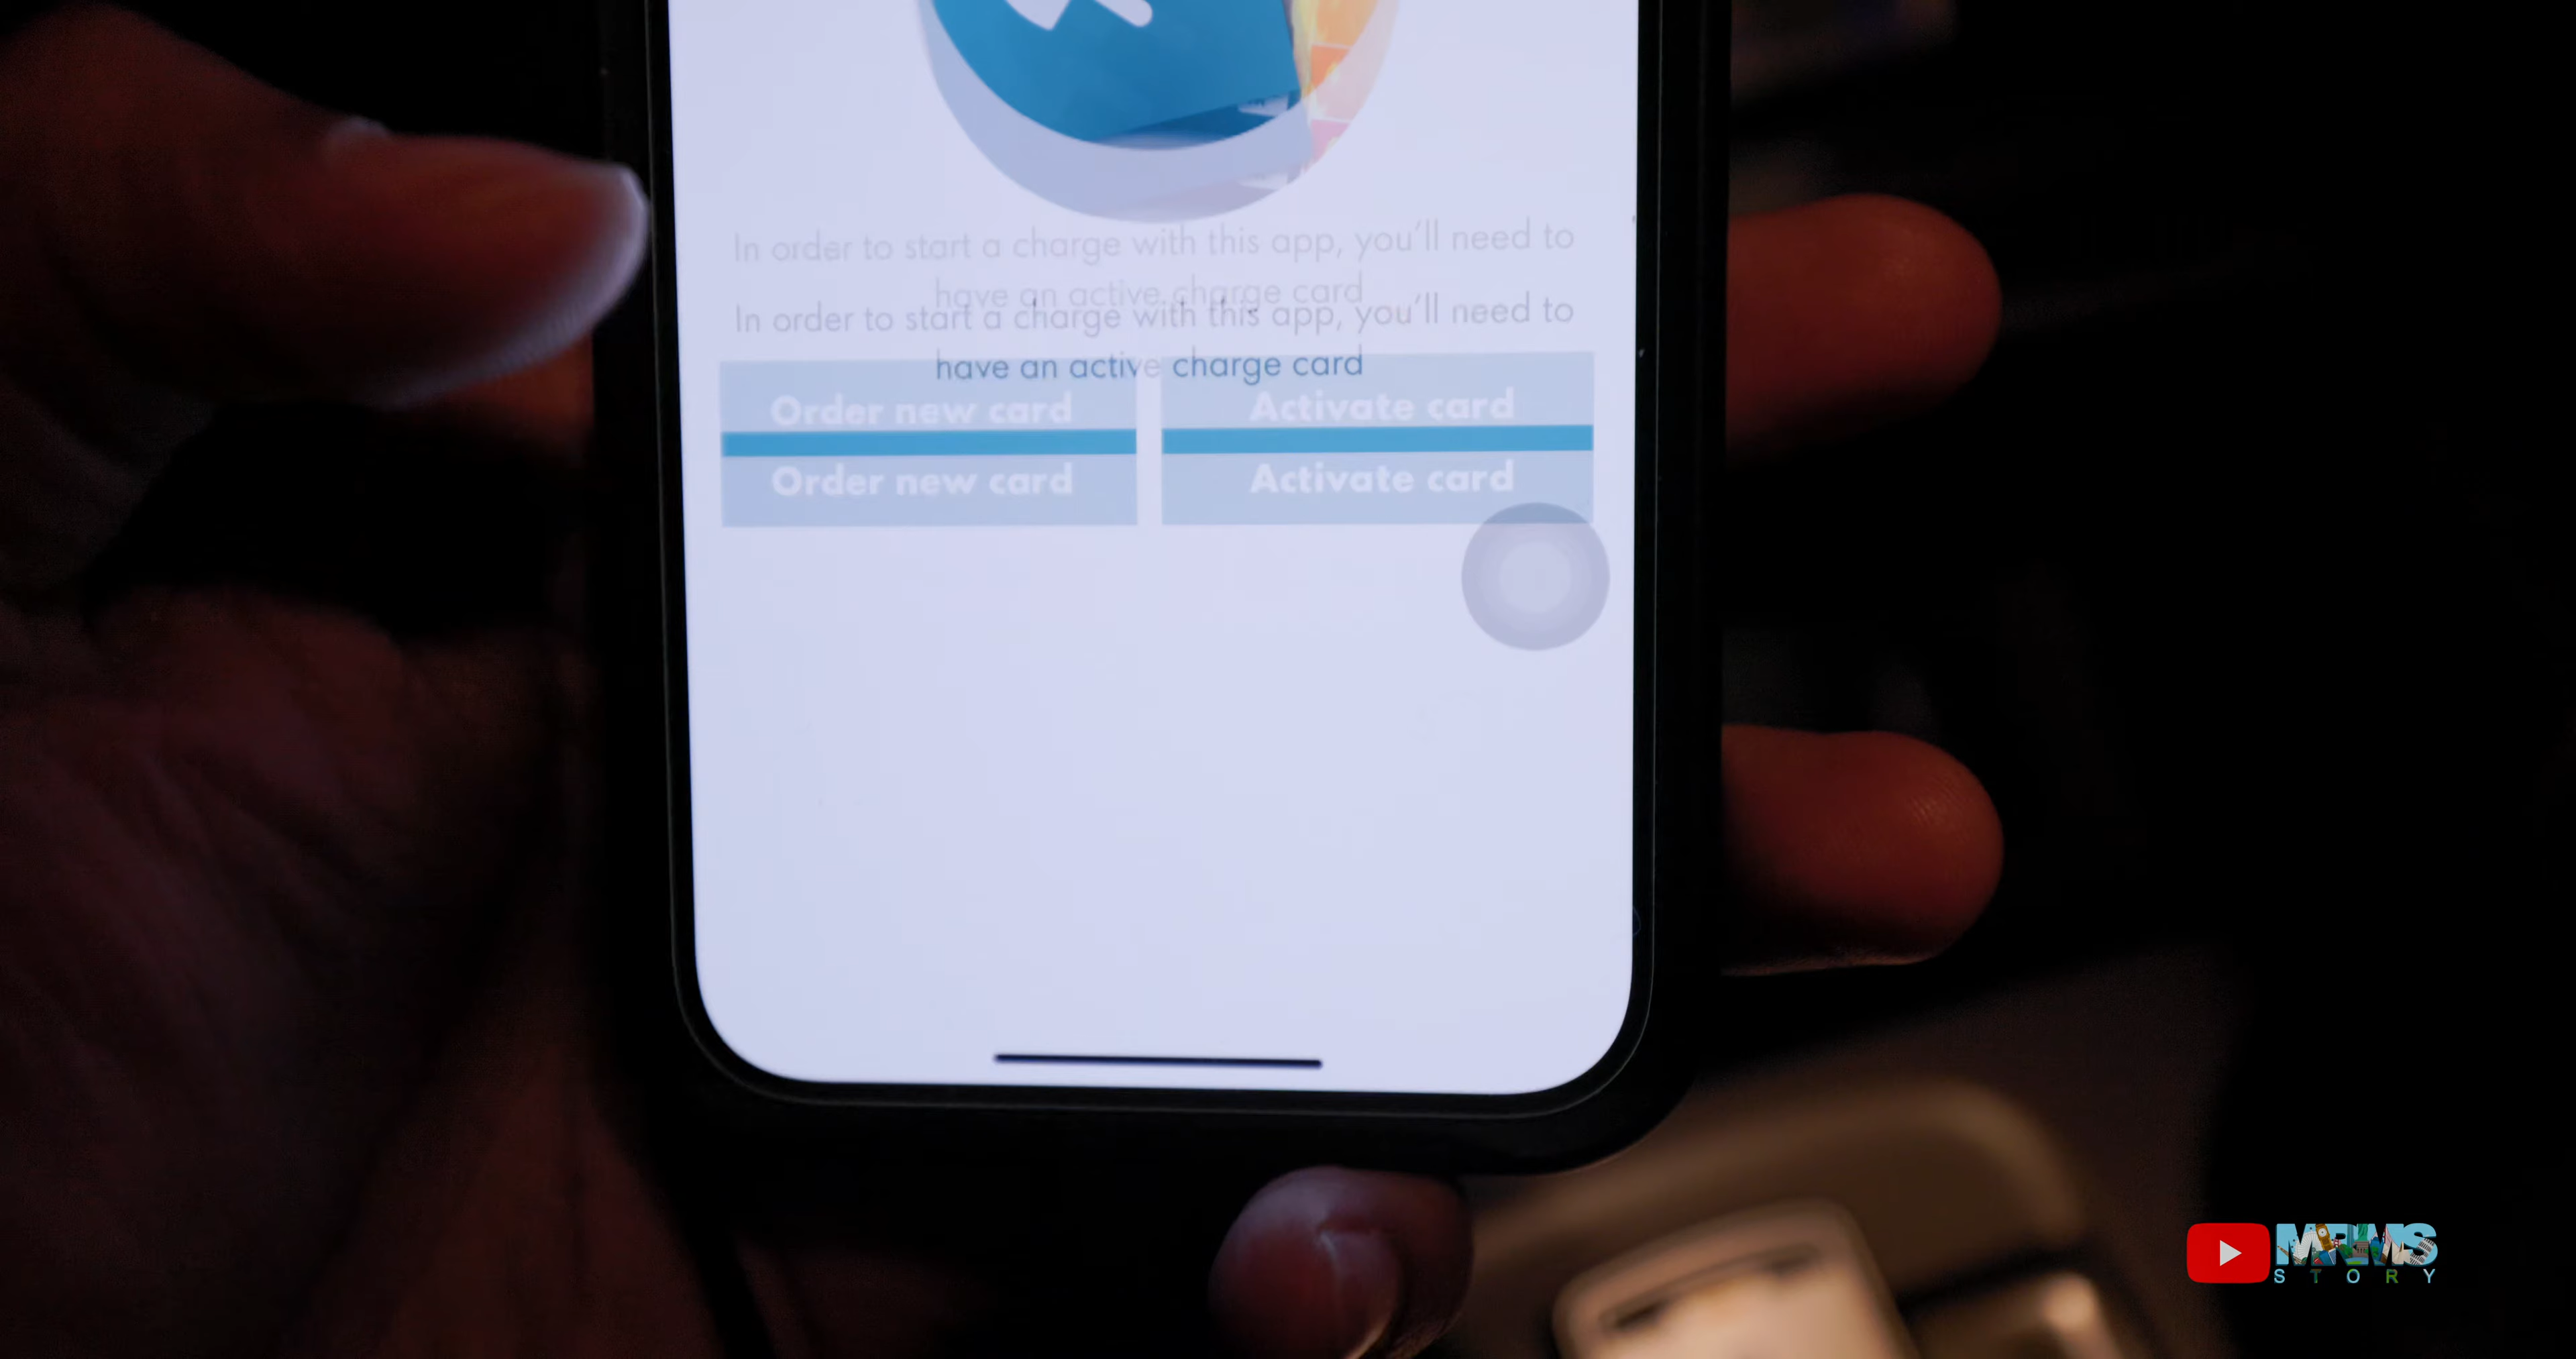 In order to start a charge with this app, you'll need to
have an active charge card
In order to start a charge with this app, you'll need to
have an active charge card
Order new card Activate card
Order new card Activate card
MRMS
STORY